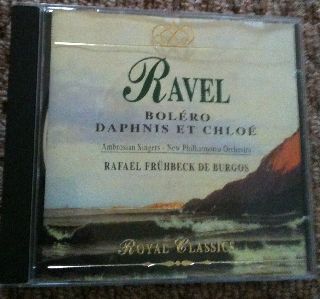 RAVEL
BOLÉRO
DAPHNIS ET CHLOÉ
Ambrosian Singers - New Philharmonia Orchestra
RAFAEL FRÜHBECK DE BURGOS
ROYAL CLASSICS